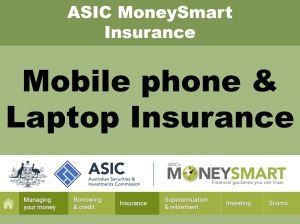 ASIC MoneySmart
Insurance
Mobile phone &
Laptop Insurance
ASIC
Australian Securities &
Investments Commission
ASIC's
MONEYSMART
Financial guidance you can trust
Managing
your money
Borrowing
& credit
Insurance
Superannuation
& retirement
Investing
Scams